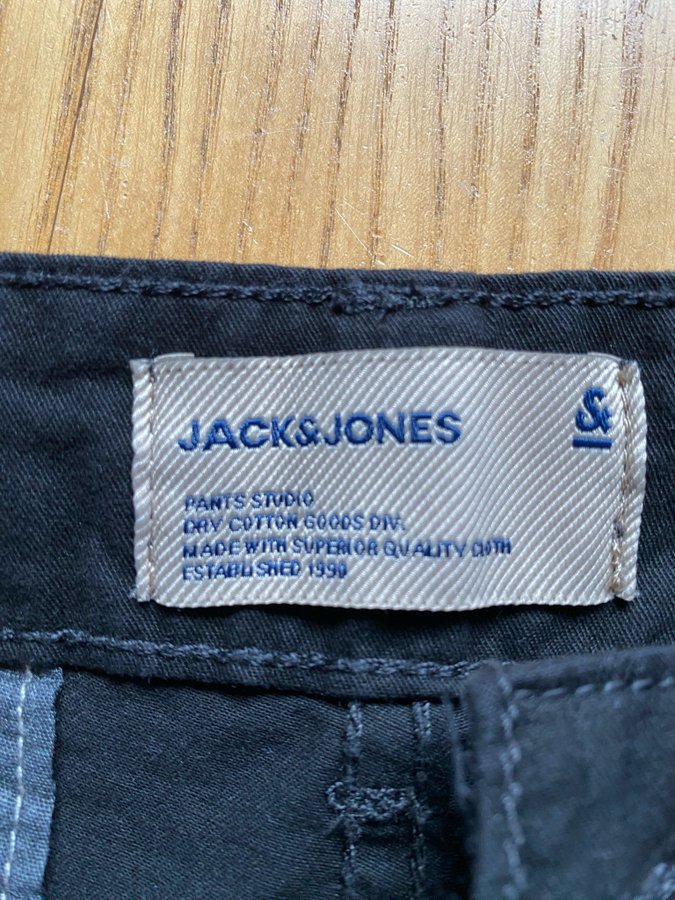 JACK&JONES
&
PANTS STUDIO
DRY COTTON GOODS DIV.
MADE WITH SUPERIOR QUALITY CLOTH
ESTABLISHED 1990